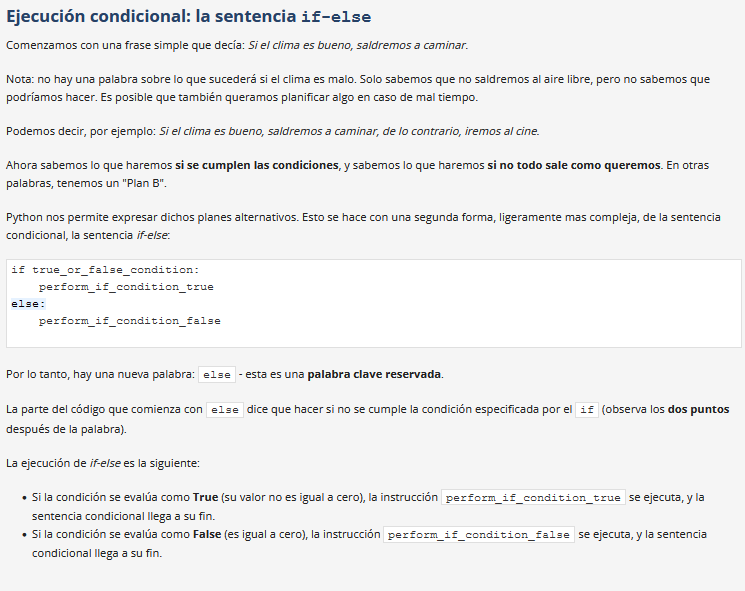 Ejecución condicional: la sentencia if-else
Comenzamos con una frase simple que decía: Si el clima es bueno, saldremos a caminar.
Nota: no hay una palabra sobre lo que sucederá si el clima es malo. Solo sabemos que no saldremos al aire libre, pero no sabemos que
podríamos hacer. Es posible que también queramos planificar algo en caso de mal tiempo.
Podemos decir, por ejemplo: Si el clima es bueno, saldremos a caminar, de lo contrario, iremos al cine.
Ahora sabemos lo que haremos si se cumplen las condiciones, y sabemos lo que haremos si no todo sale como queremos. En otras
palabras, tenemos un "Plan B".
Python nos permite expresar dichos planes alternativos. Esto se hace con una segunda forma, ligeramente mas compleja, de la sentencia
condicional, la sentencia if-else:
if true_or_false_condition:
    perform_if_condition_true
else:
    perform_if_condition_false
Por lo tanto, hay una nueva palabra: else - esta es una palabra clave reservada.
La parte del código que comienza con else dice que hacer si no se cumple la condición especificada por el if (observa los dos puntos
después de la palabra).
La ejecución de if-else es la siguiente:
• Si la condición se evalúa como True (su valor no es igual a cero), la instrucción perform_if_condition_true se ejecuta, y la
sentencia condicional llega a su fin.
• Si la condición se evalúa como False (es igual a cero), la instrucción perform_if_condition_false se ejecuta, y la sentencia
condicional llega a su fin.